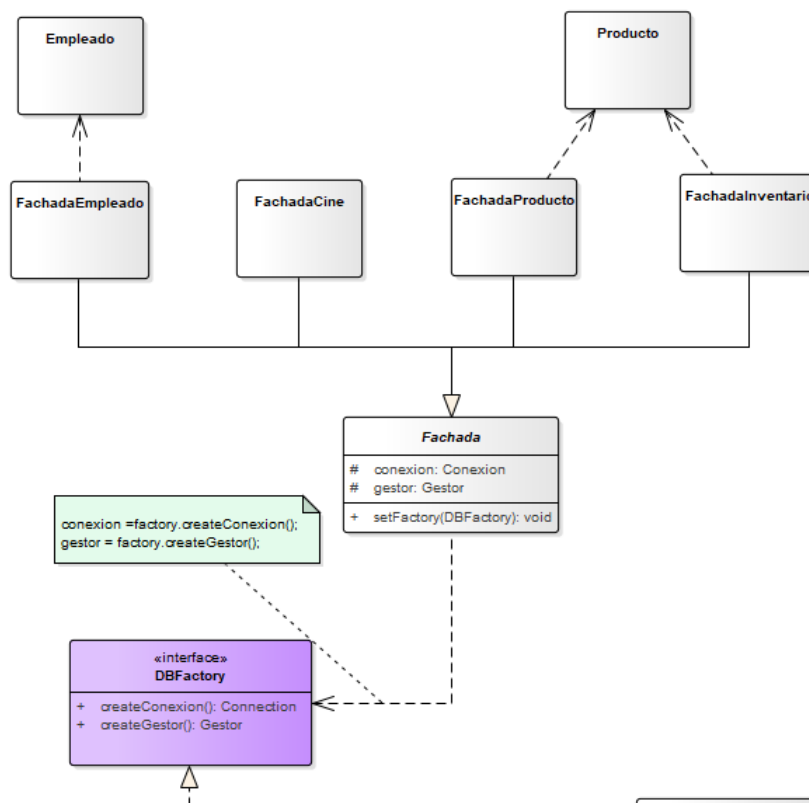 Empleado
Producto
FachadaEmpleado
FachadaCine
FachadaProducto
FachadaInventario
Fachada
# conexion: Conexion
# gestor: Gestor
+ setFactory(DBFactory): void
conexion =factory.createConexion();
gestor = factory.createGestor();
«interface»
DBFactory
+ createConexion(): Connection
+ createGestor(): Gestor